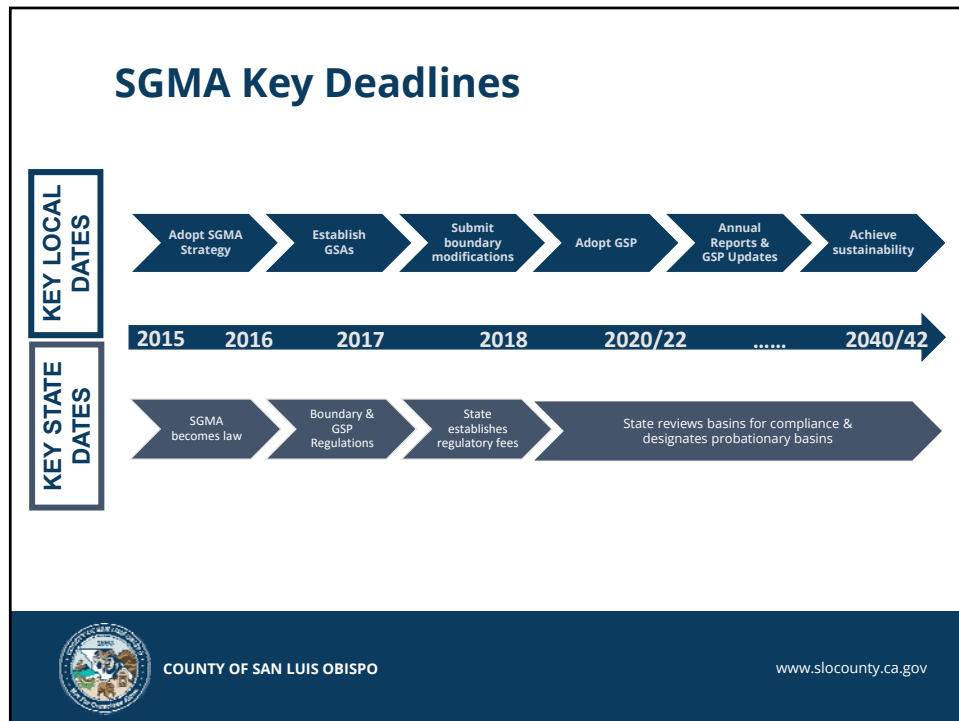 SGMA Key Deadlines
KEY LOCAL
DATES
Adopt SGMA
Strategy
Establish
GSAs
Submit
boundary
modifications
Adopt GSP
Annual
Reports &
GSP Updates
Achieve
sustainability
2015 2016 2017 2018 2020/22 ...... 2040/42
KEY STATE
DATES
SGMA
becomes law
Boundary &
GSP
Regulations
State
establishes
regulatory fees
State reviews basins for compliance &
designates probationary basins
COUNTY OF SAN LUIS OBISPO
www.slocounty.ca.gov